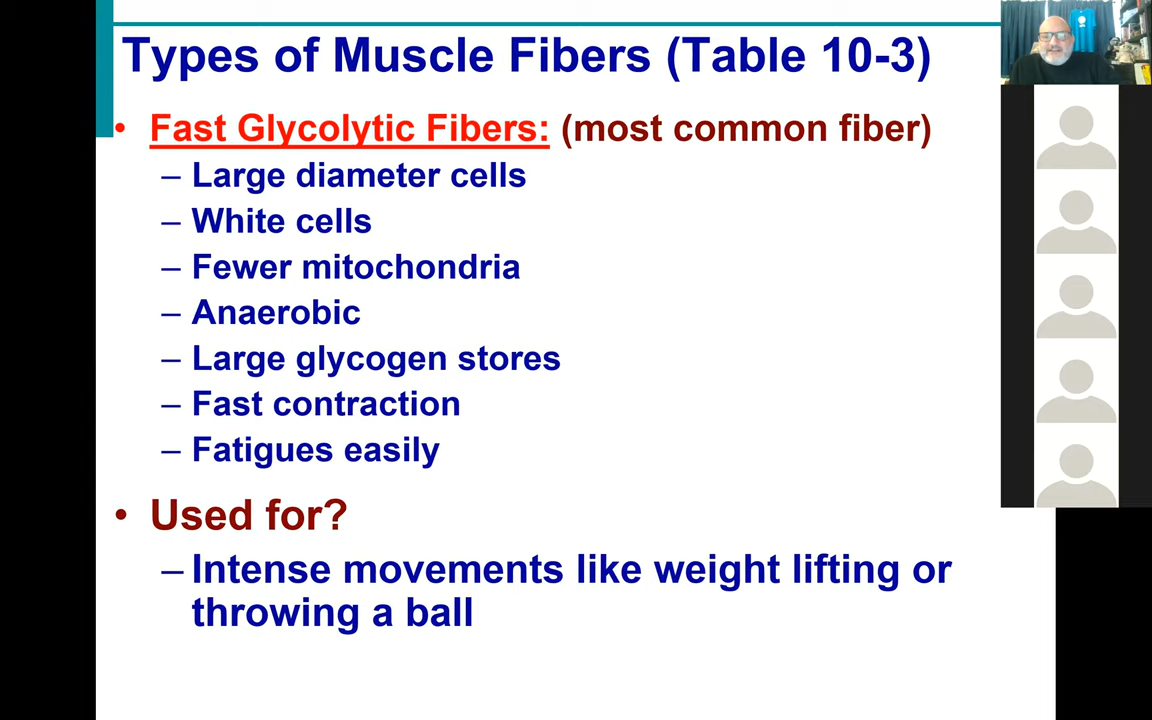 Types of Muscle Fibers (Table 10-3)
• Fast Glycolytic Fibers: (most common fiber)
– Large diameter cells
– White cells
– Fewer mitochondria
– Anaerobic
– Large glycogen stores
– Fast contraction
– Fatigues easily
• Used for?
– Intense movements like weight lifting or
throwing a ball